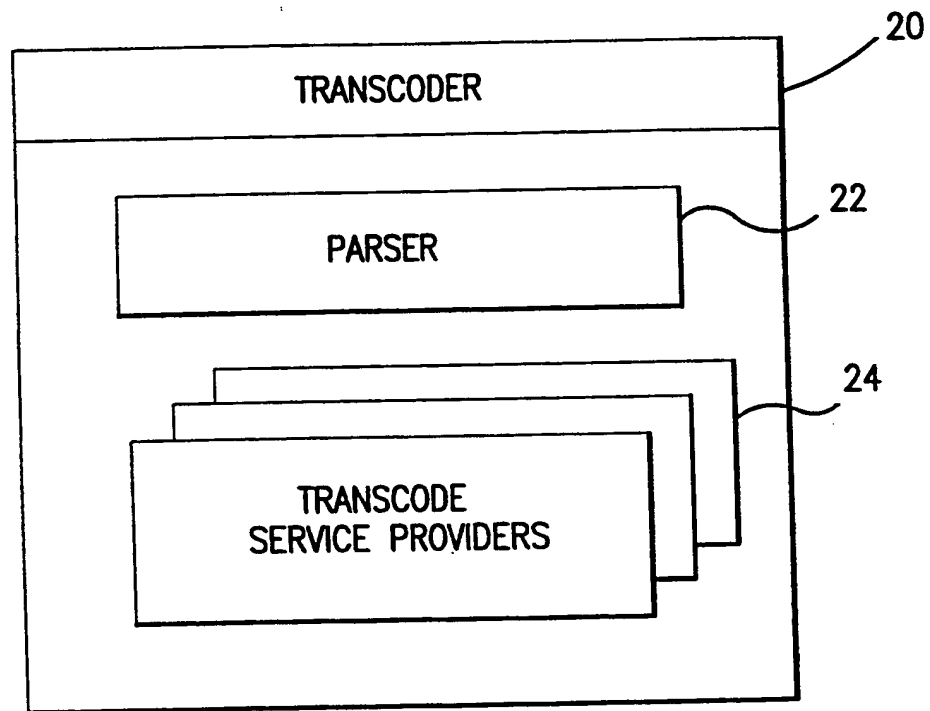 20
TRANSCODER
22
PARSER
24
TRANSCODE
SERVICE PROVIDERS